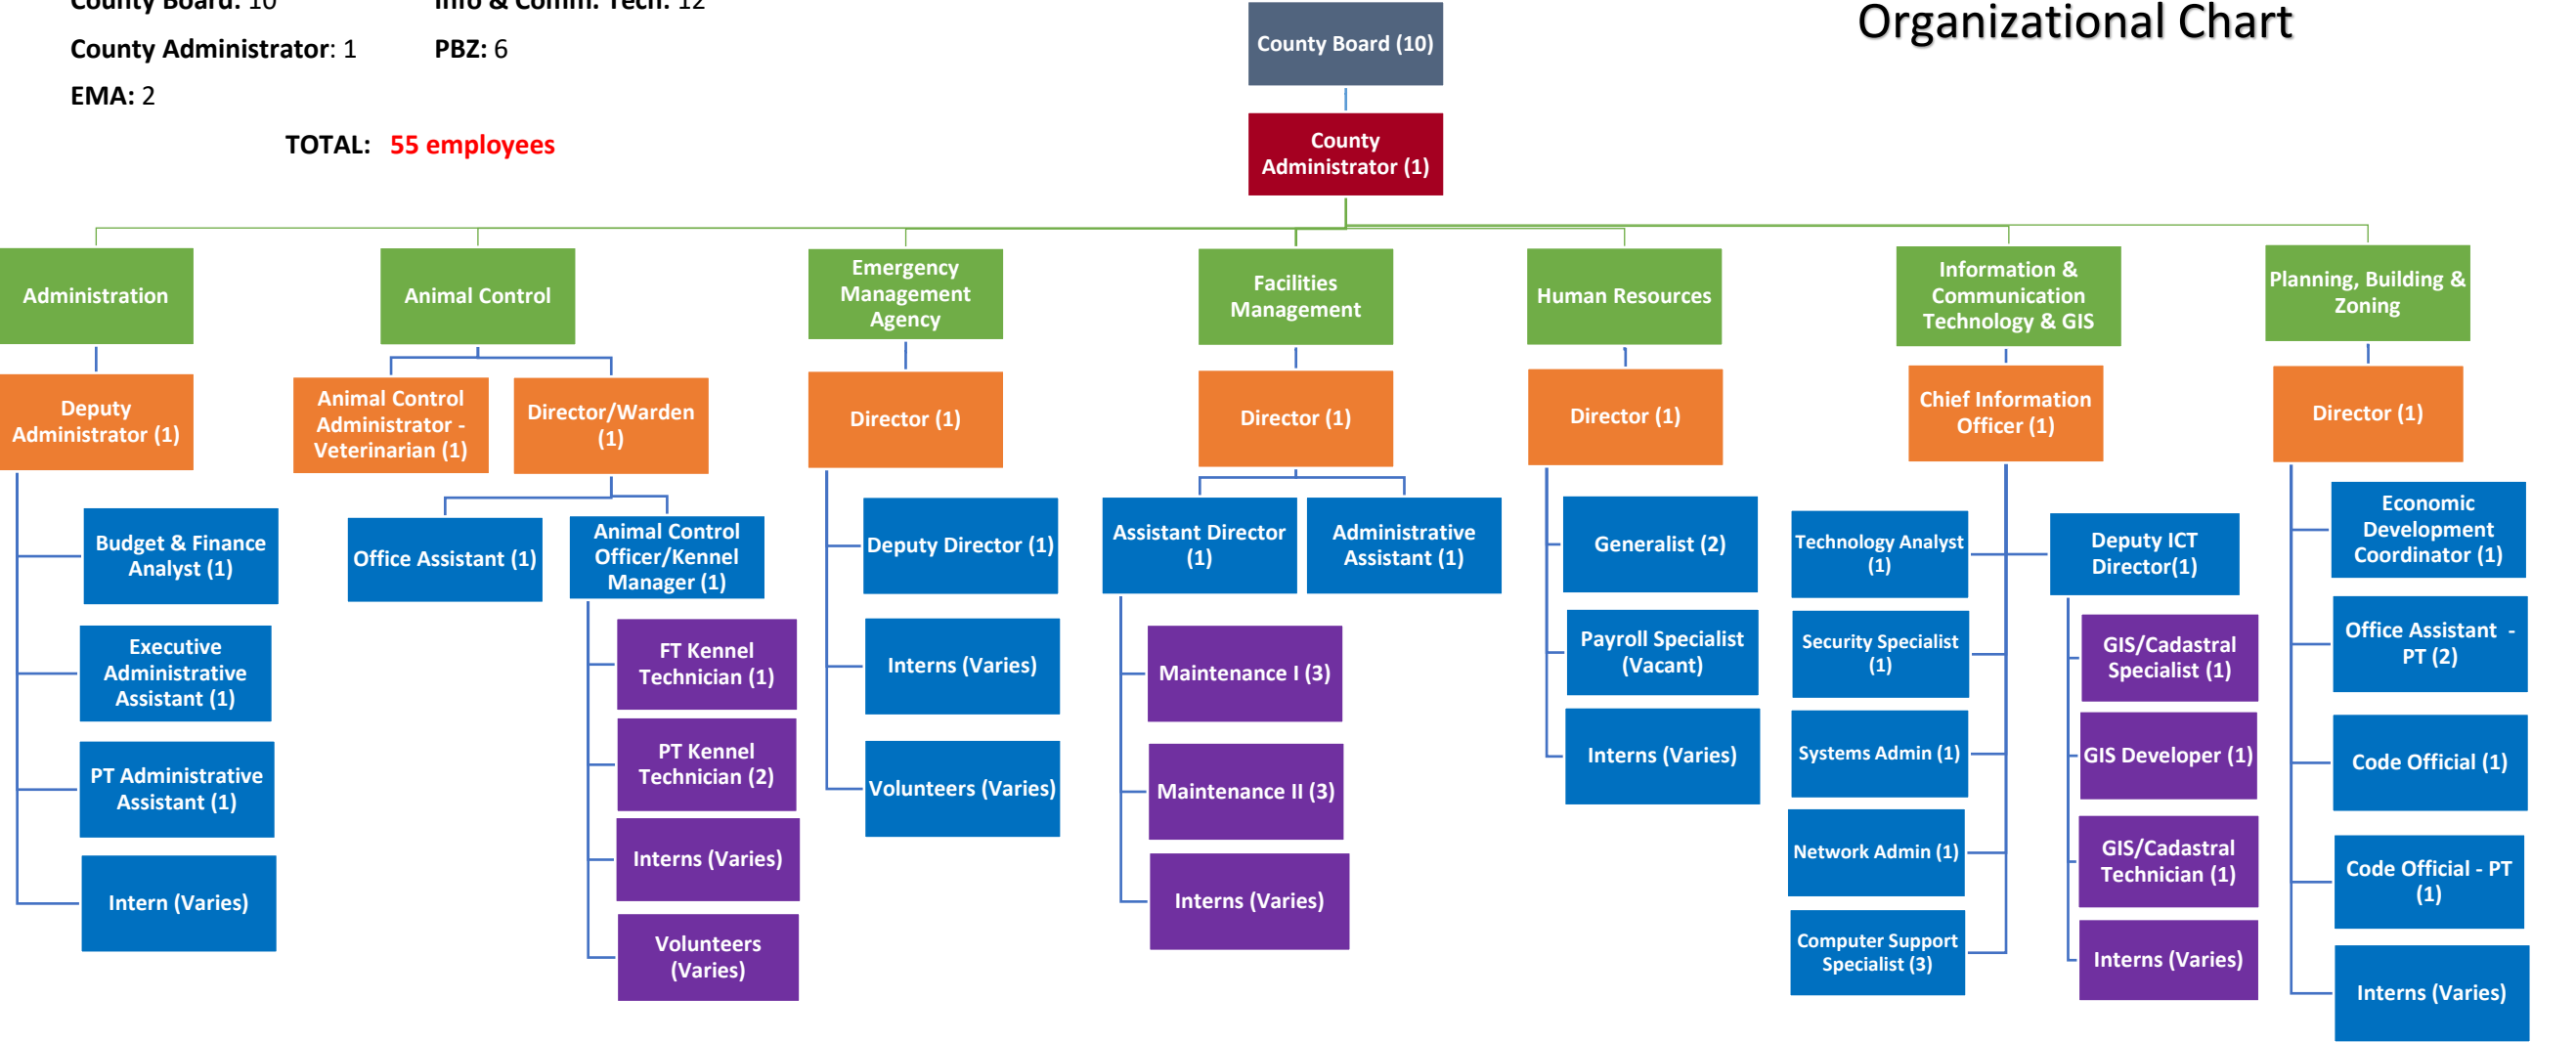 County Board: 10
Info & Comm. Tech: 12
County Administrator: 1
PBZ: 6
EMA: 2
TOTAL: 55 employees
Organizational Chart
County Board (10)
County
Administrator (1)
Administration
Animal Control
Emergency
Management
Agency
Facilities
Management
Human Resources
Information &
Communication
Technology & GIS
Planning, Building &
Zoning
Deputy
Administrator (1)
Animal Control
Administrator -
Veterinarian (1)
Director/Warden
(1)
Director (1)
Director (1)
Director (1)
Chief Information
Officer (1)
Director (1)
Budget & Finance
Analyst (1)
Executive
Administrative
Assistant (1)
PT Administrative
Assistant (1)
Intern (Varies)
Office Assistant (1)
Animal Control
Officer/Kennel
Manager (1)
FT Kennel
Technician (1)
PT Kennel
Technician (2)
Interns (Varies)
Volunteers
(Varies)
Deputy Director (1)
Interns (Varies)
Volunteers (Varies)
Assistant Director
(1)
Administrative
Assistant (1)
Maintenance I (3)
Maintenance II (3)
Interns (Varies)
Generalist (2)
Payroll Specialist
(Vacant)
Interns (Varies)
Technology Analyst
(1)
Security Specialist
(1)
Systems Admin (1)
Network Admin (1)
Computer Support
Specialist (3)
Deputy ICT
Director(1)
GIS/Cadastral
Specialist (1)
GIS Developer (1)
GIS/Cadastral
Technician (1)
Interns (Varies)
Economic
Development
Coordinator (1)
Office Assistant -
PT (2)
Code Official (1)
Code Official - PT
(1)
Interns (Varies)